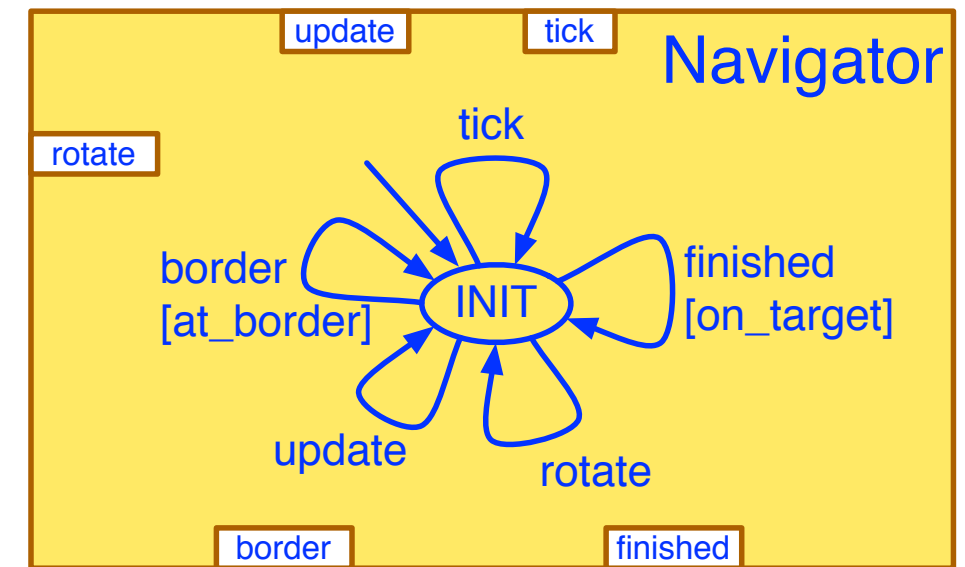 update
tick
Navigator
rotate
tick
border
[at_border]
INIT
finished
[on_target]
update
rotate
border
finished